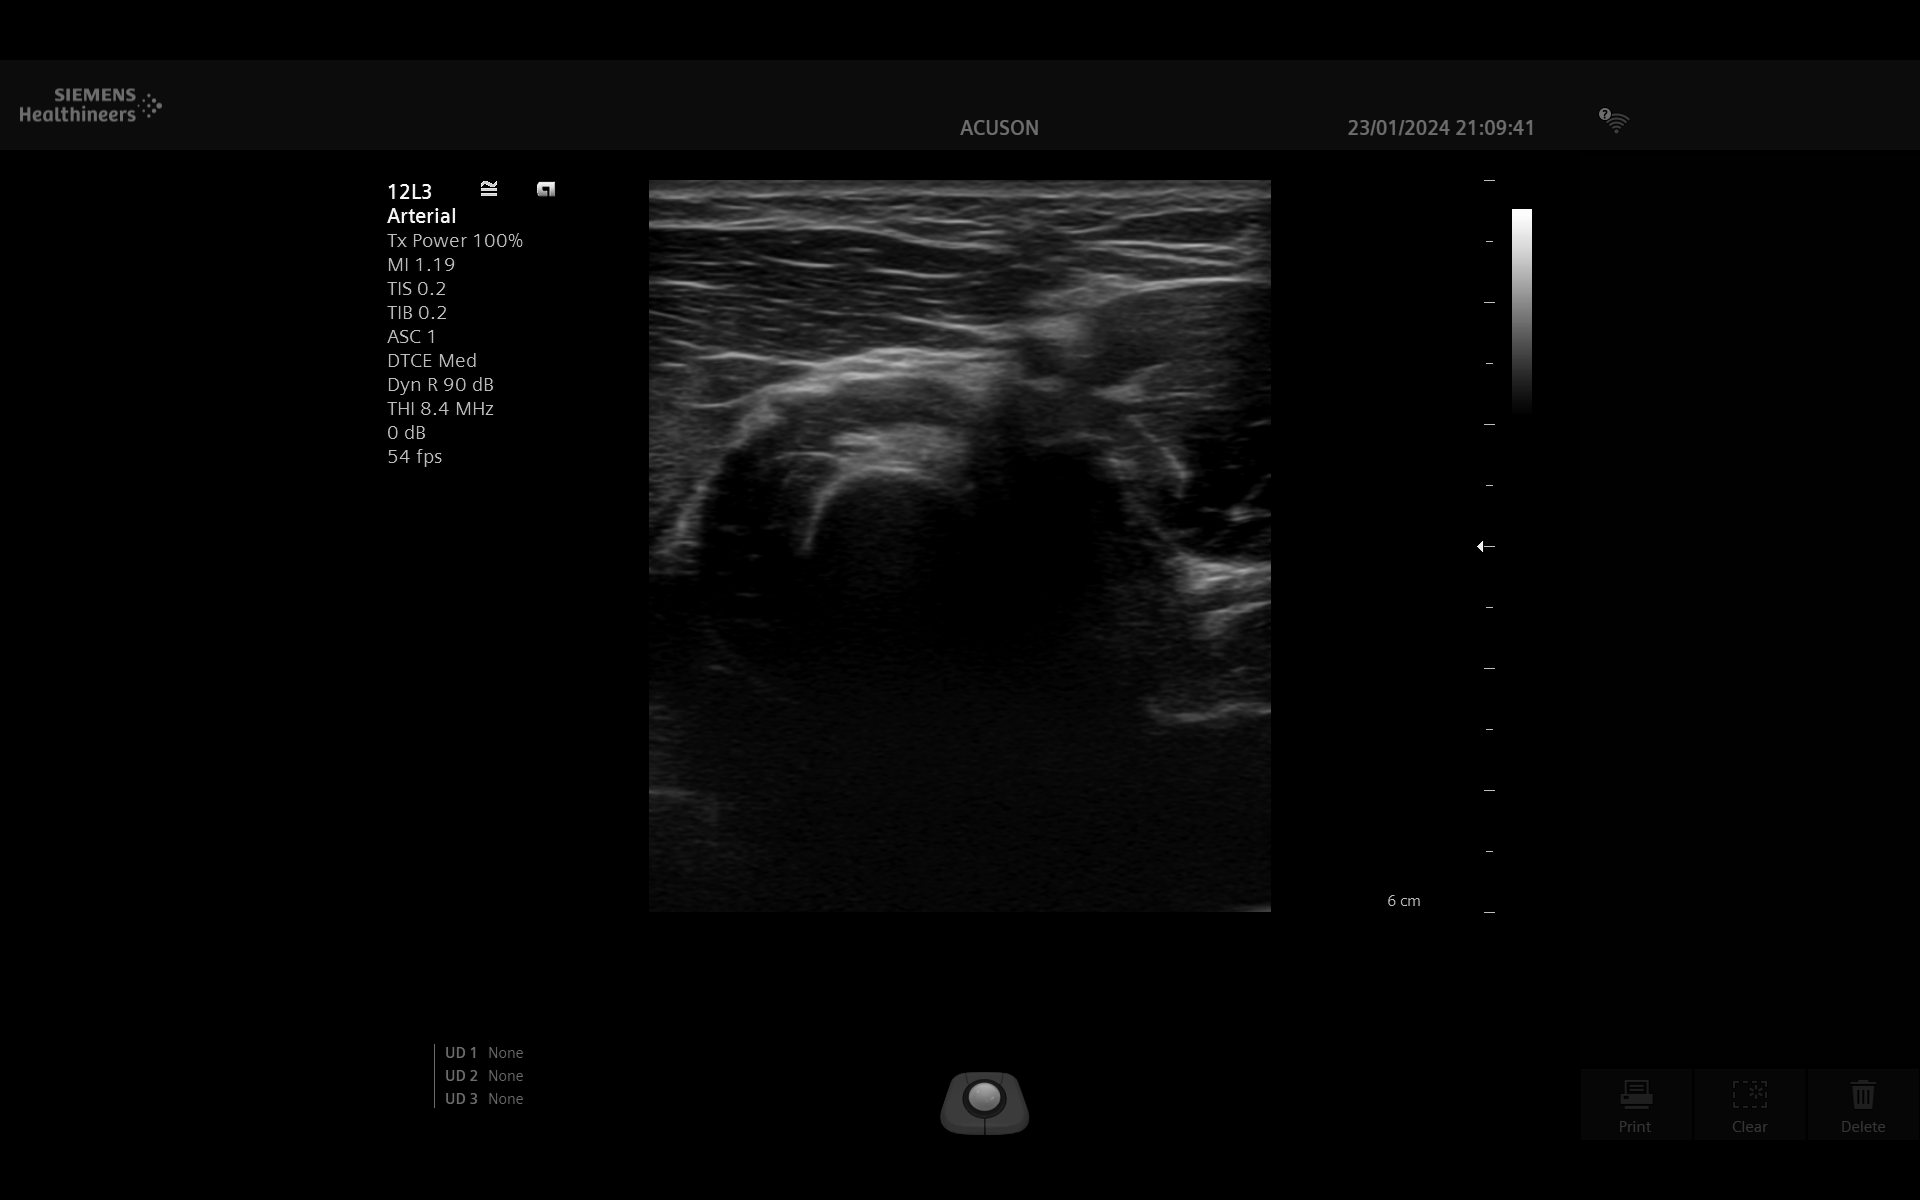 SIEMENS
Healthineers
ACUSON
23/01/2024 21:09:41
?
12L3
Arterial
Tx Power 100%
MI 1.19
TIS 0.2
TIB 0.2
ASC 1
DTCE Med
Dyn R 90 dB
THI 8.4 MHz
0 dB
54 fps
6 cm
UD 1 None
UD 2 None
UD 3 None
Print
Clear
Delete